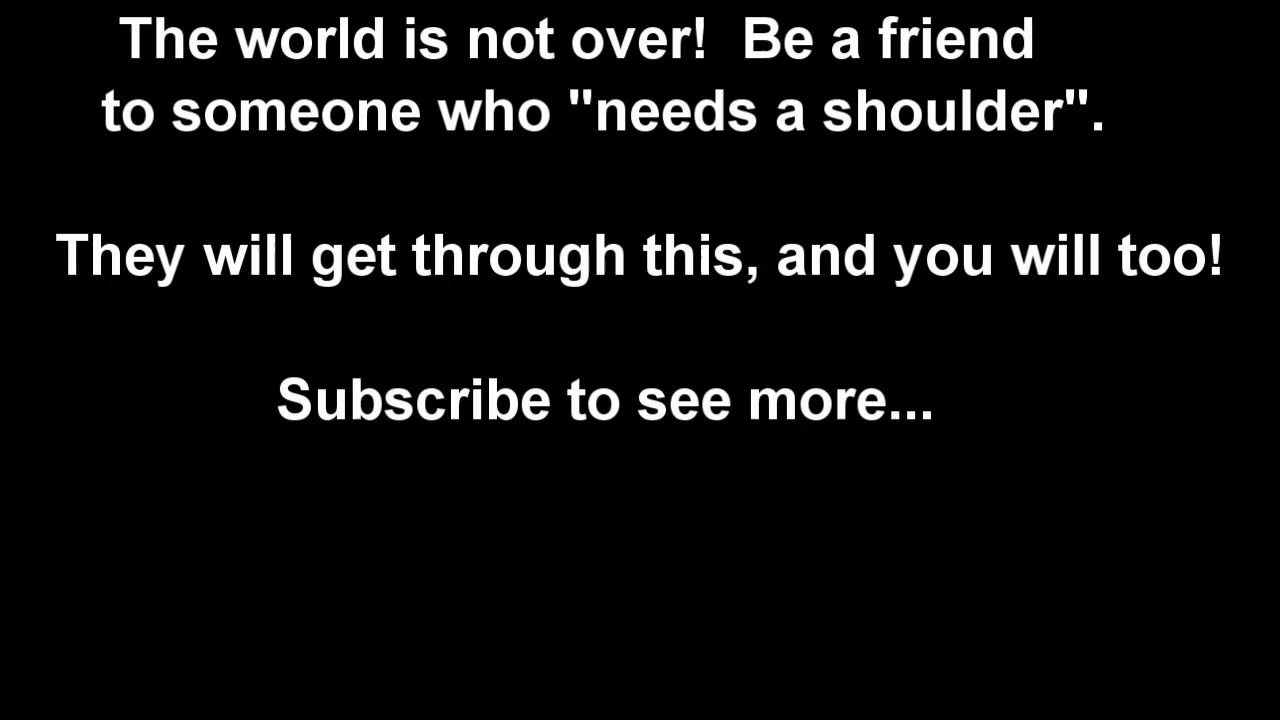 The world is not over!  Be a friend
to someone who "needs a shoulder".
They will get through this, and you will too!
Subscribe to see more...